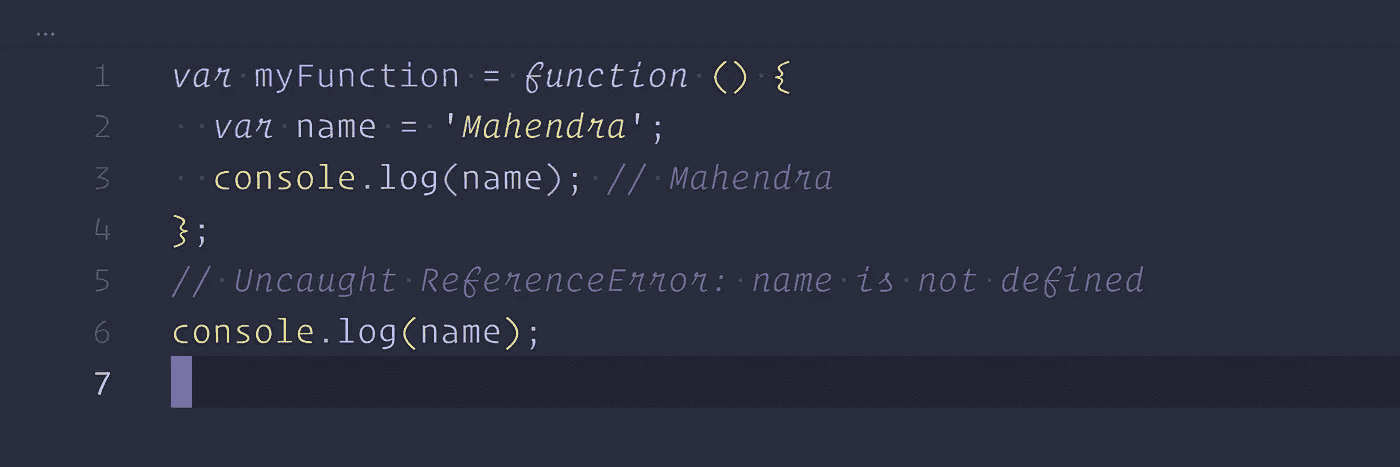 ...
1 var myFunction = function () {
2   var name = 'Mahendra';
3   console.log(name); // Mahendra
4 };
5 // Uncaught ReferenceError: name is not defined
6 console.log(name);
7